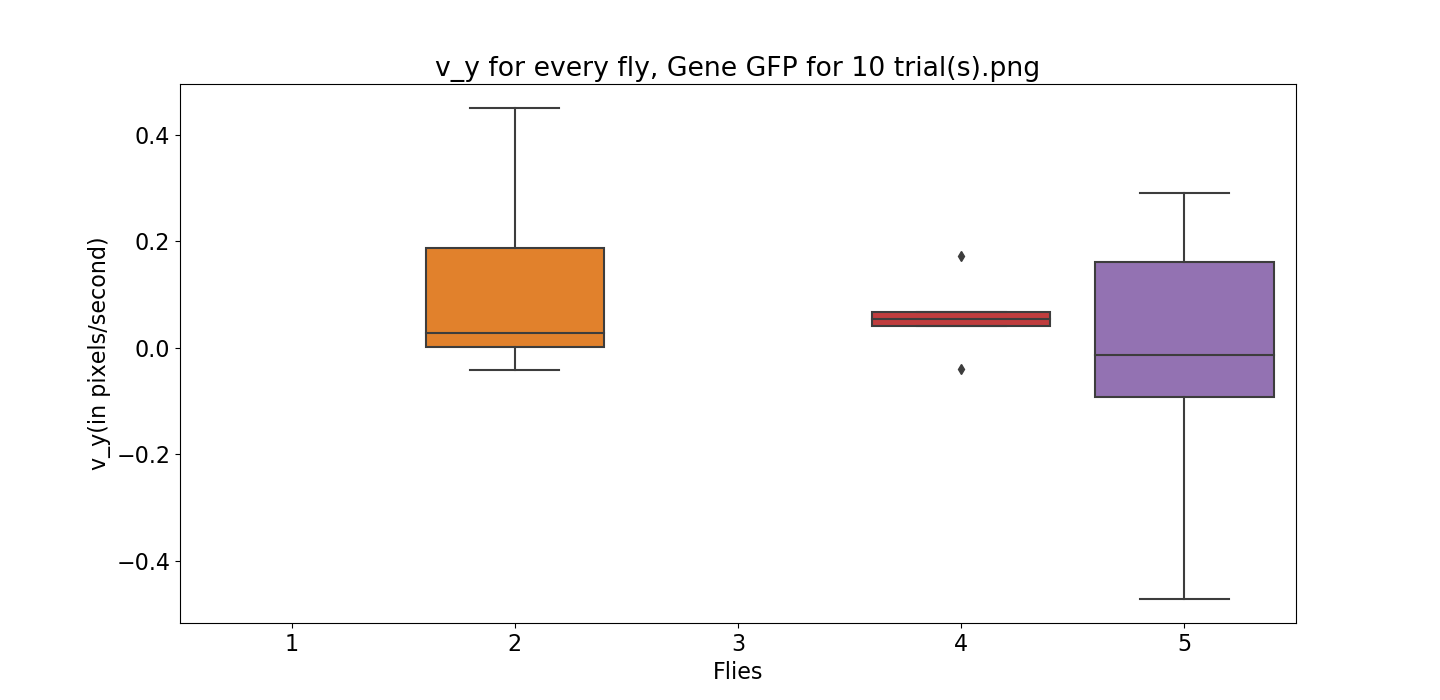 v_y for every fly, Gene GFP for 10 trial(s).png
v_y(in pixels/second)
0.4
0.2
0.0
−0.2
−0.4
1 2 3 4 5
Flies